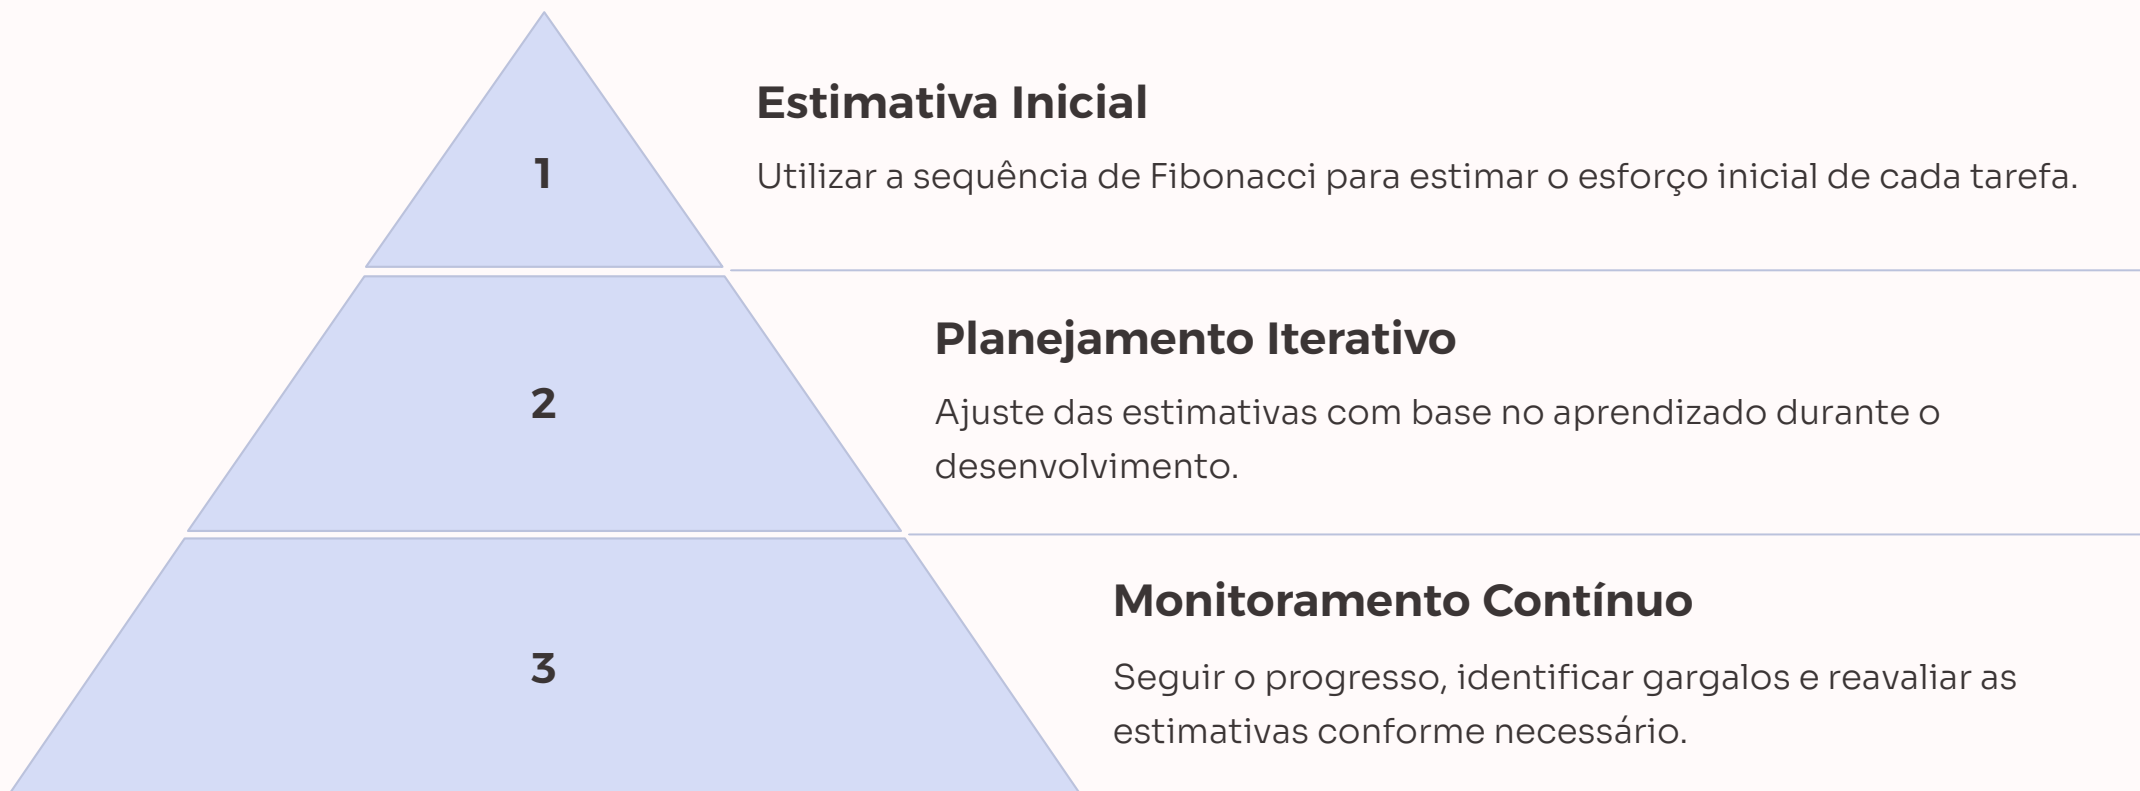 1
Estimativa Inicial
Utilizar a sequência de Fibonacci para estimar o esforço inicial de cada tarefa.
2
Planejamento Iterativo
Ajuste das estimativas com base no aprendizado durante o
desenvolvimento.
3
Monitoramento Contínuo
Seguir o progresso, identificar gargalos e reavaliar as
estimativas conforme necessário.